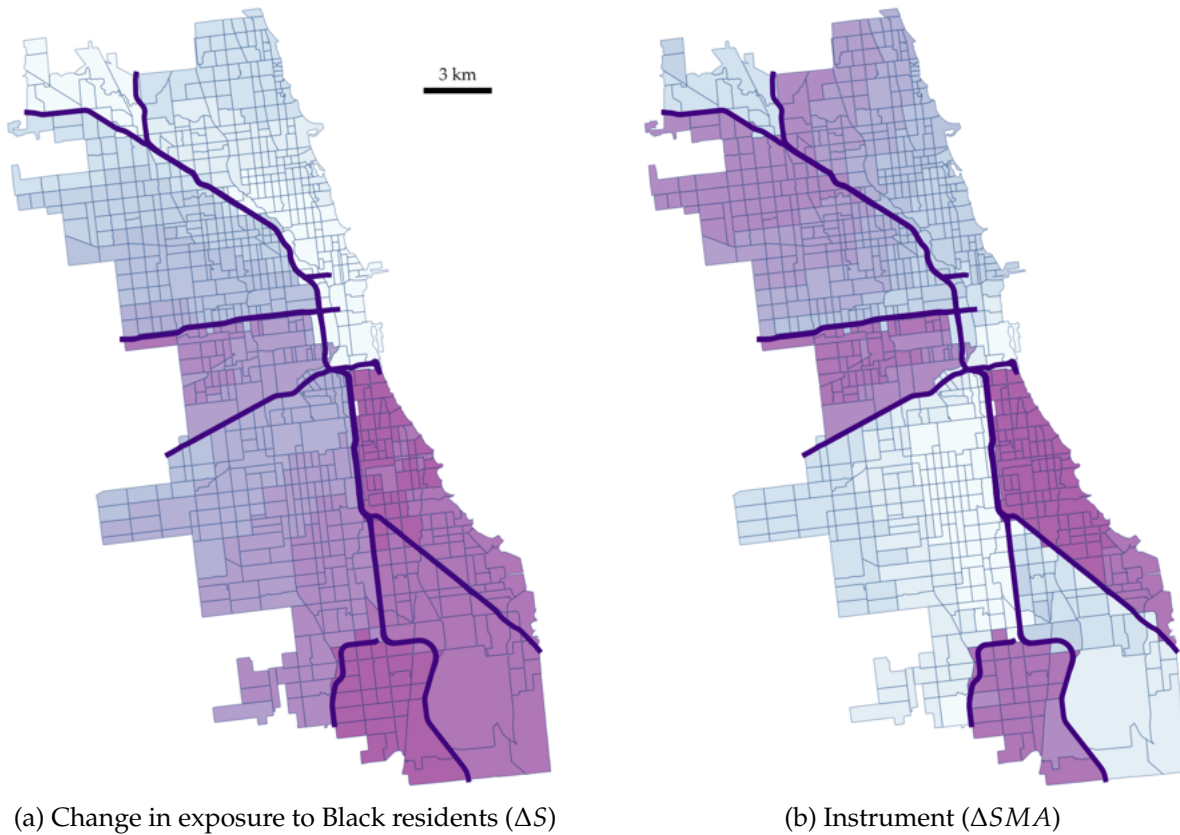 3 km
(a) Change in exposure to Black residents (ΔS)
(b) Instrument (ΔSMA)